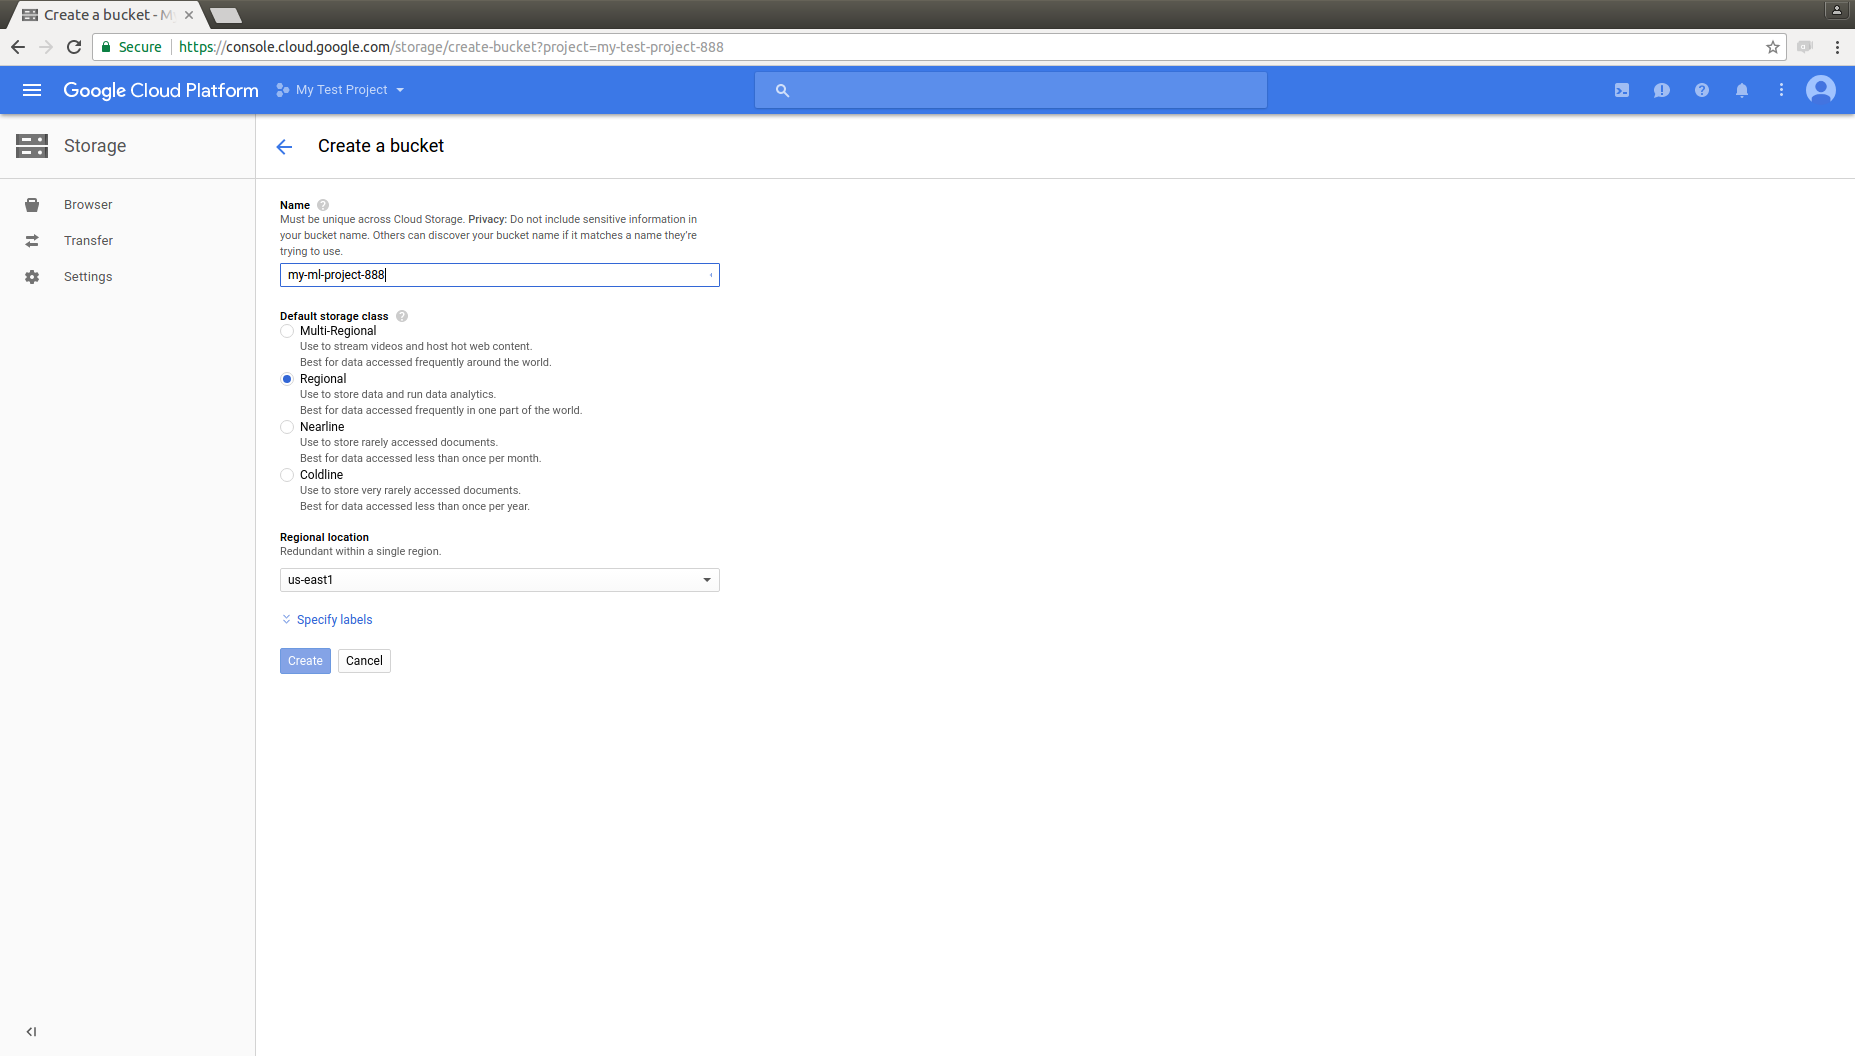 Create a bucket - M
Secure https://console.cloud.google.com/storage/create-bucket?project=my-test-project-888
Google Cloud Platform My Test Project
Storage
Create a bucket
Browser
Transfer
Settings
Name
Must be unique across Cloud Storage. Privacy: Do not include sensitive information in
your bucket name. Others can discover your bucket name if it matches a name they're
trying to use.
my-ml-project-888
Default storage class
Multi-Regional
Use to stream videos and host hot web content.
Best for data accessed frequently around the world.
Regional
Use to store data and run data analytics.
Best for data accessed frequently in one part of the world.
Nearline
Use to store rarely accessed documents.
Best for data accessed less than once per month.
Coldline
Use to store very rarely accessed documents.
Best for data accessed less than once per year.
Regional location
Redundant within a single region.
us-east1
Specify labels
Create Cancel